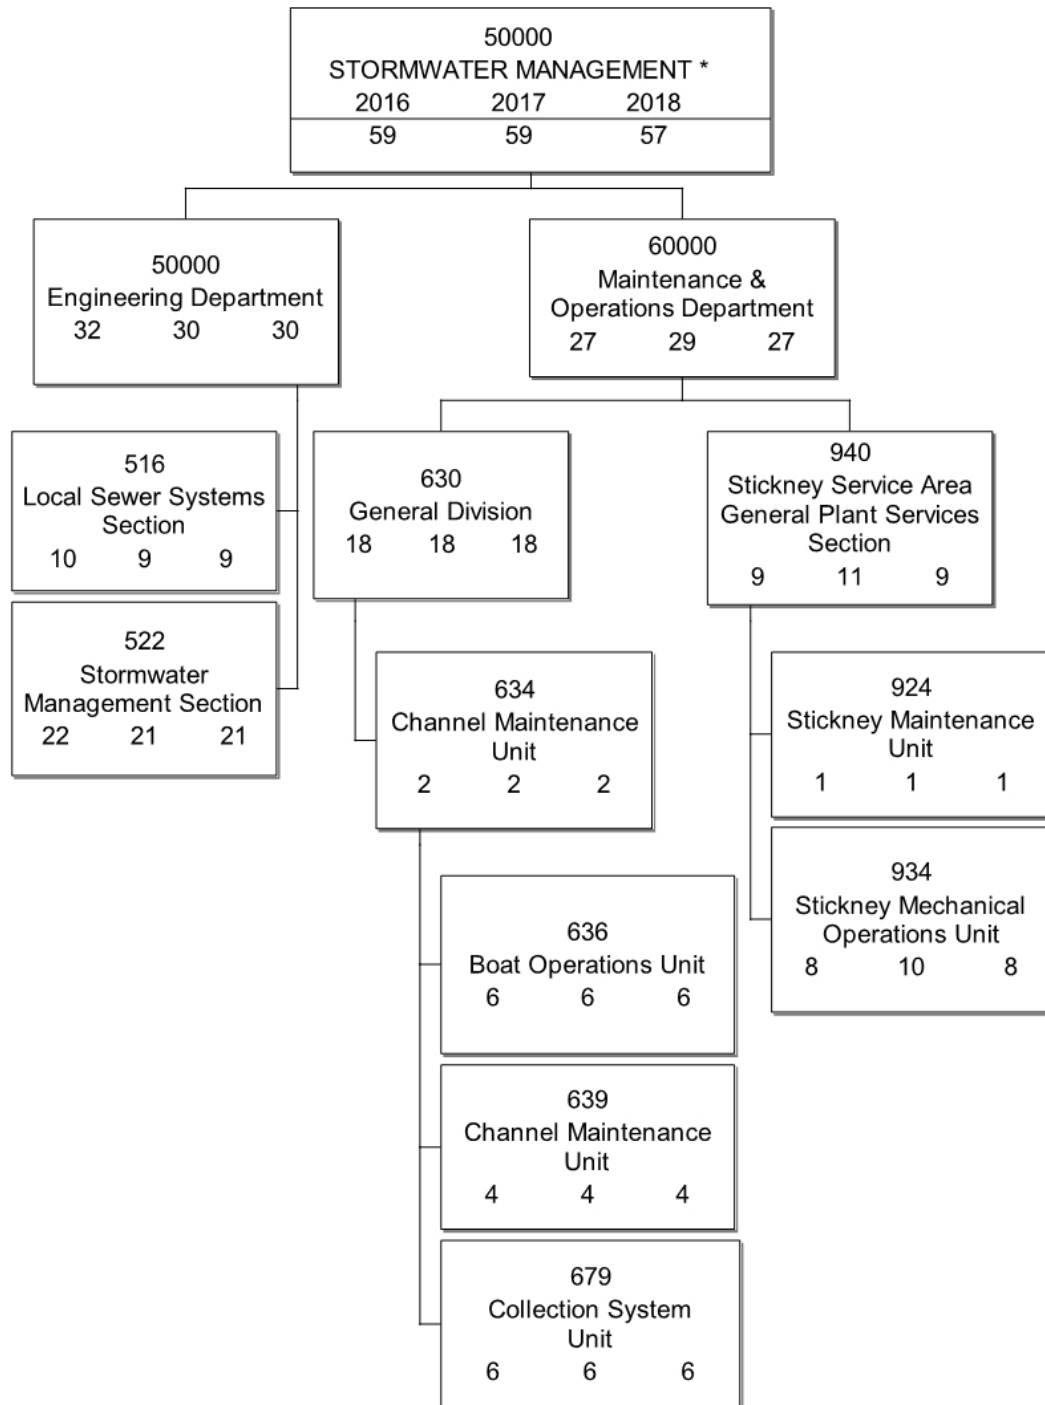 50000
STORMWATER MANAGEMENT *
2016 2017 2018
59 59 57
50000
Engineering Department
32 30 30
60000
Maintenance &
Operations Department
27 29 27
516
Local Sewer Systems
Section
10 9 9
522
Stormwater
Management Section
22 21 21
630
General Division
18 18 18
634
Channel Maintenance
Unit
2 2 2
636
Boat Operations Unit
6 6 6
639
Channel Maintenance
Unit
4 4 4
679
Collection System
Unit
6 6 6
940
Stickney Service Area
General Plant Services
Section
9 11 9
924
Stickney Maintenance
Unit
1 1 1
934
Stickney Mechanical
Operations Unit
8 10 8